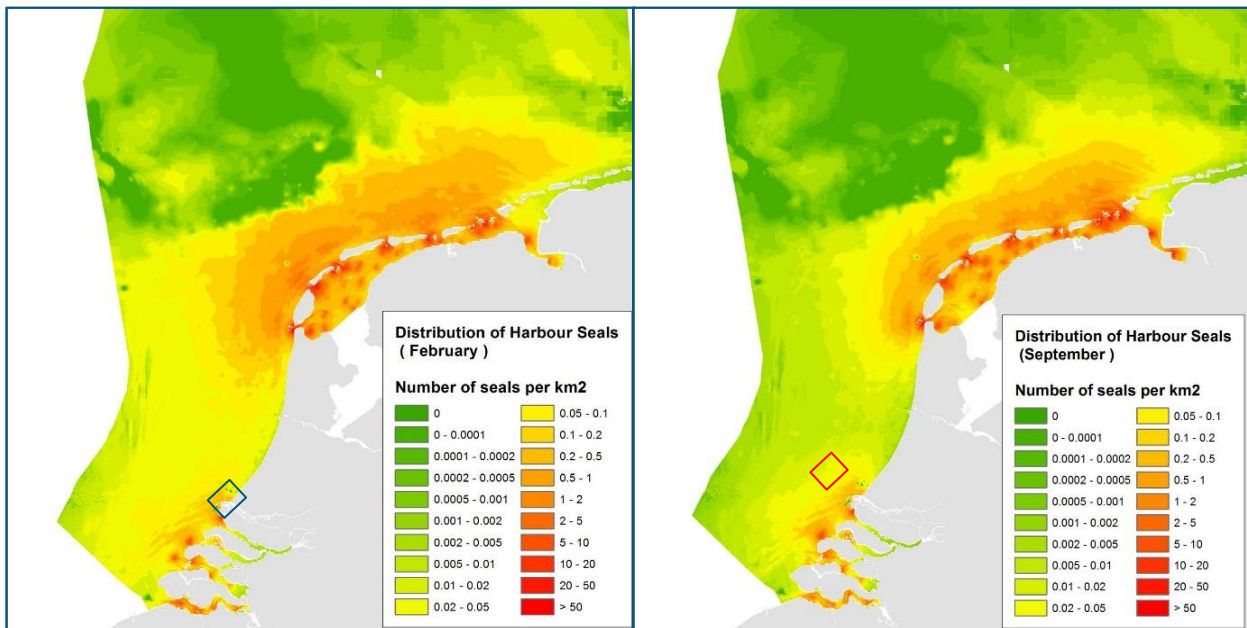 Distribution of Harbour Seals
( February )
Number of seals per km2
0
0 - 0.0001
0.0001 - 0.0002
0.0002 - 0.0005
0.0005 - 0.001
0.001 - 0.002
0.002 - 0.005
0.005 - 0.01
0.01 - 0.02
0.02 - 0.05
0.05 - 0.1
0.1 - 0.2
0.2 - 0.5
0.5 - 1
1 - 2
2 - 5
5 - 10
10 - 20
20 - 50
> 50
Distribution of Harbour Seals
(September )
Number of seals per km2
0
0 - 0.0001
0.0001 - 0.0002
0.0002 - 0.0005
0.0005 - 0.001
0.001 - 0.002
0.002 - 0.005
0.005 - 0.01
0.01 - 0.02
0.02 - 0.05
0.05 - 0.1
0.1 - 0.2
0.2 - 0.5
0.5 - 1
1 - 2
2 - 5
5 - 10
10 - 20
20 - 50
> 50